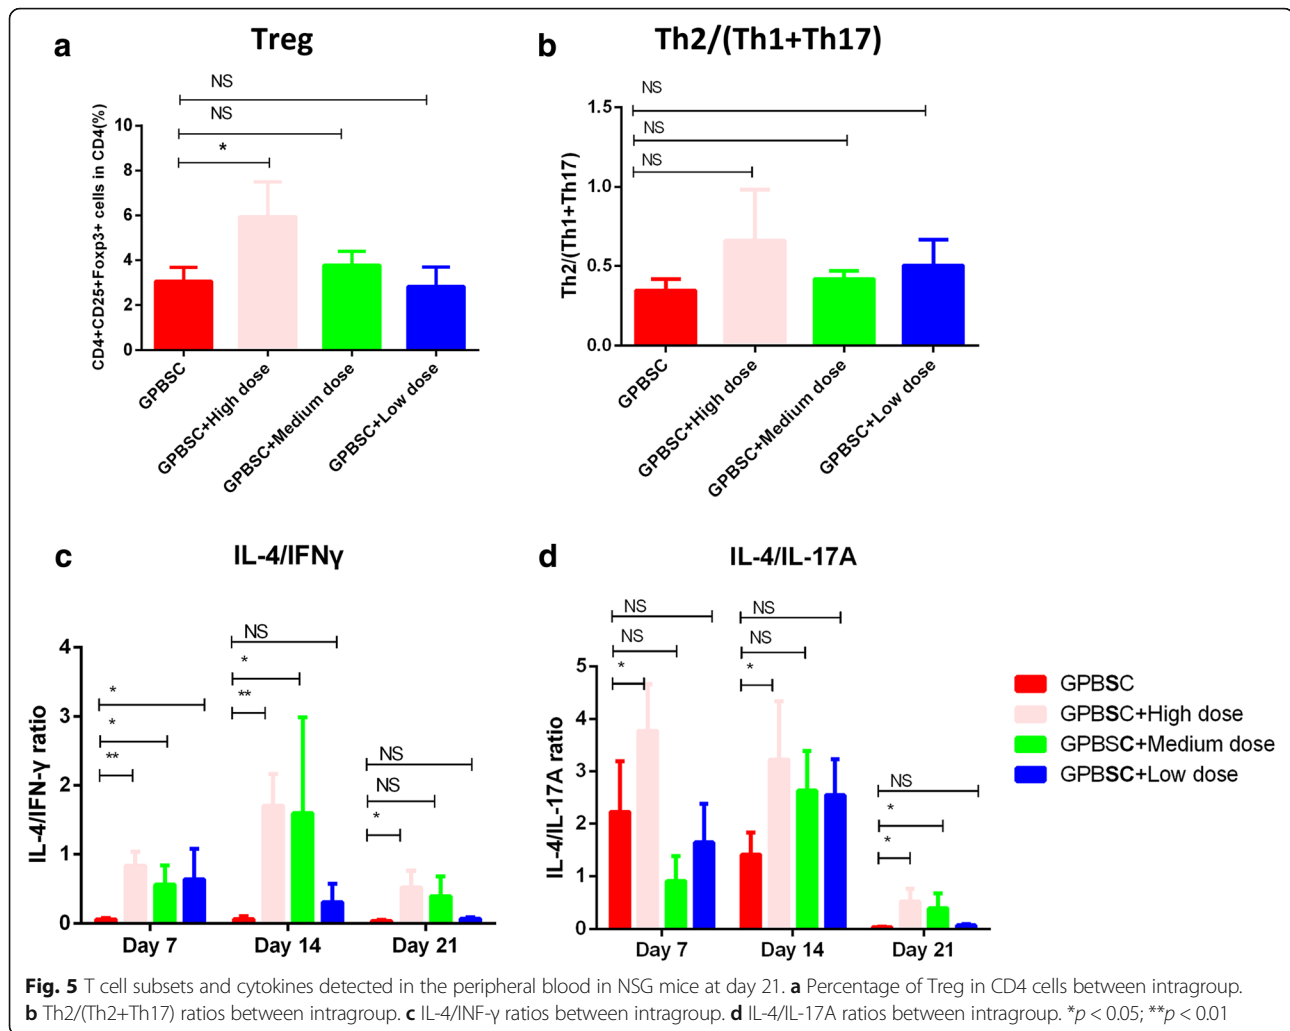 a
Treg
NS
NS
*
CD4+CD25+Foxp3+ cells in CD4(%)
10
8
6
4
2
0
GPBSC
GPBSC+High dose
GPBSC+Medium dose
GPBSC+Low dose
b
Th2/(Th1+Th17)
NS
NS
NS
Th2/(Th1+Th17)
1.5
1.0
0.5
0.0
GPBSC
GPBSC+High dose
GPBSC+Medium dose
GPBSC+Low dose
c
IL-4/IFNγ
IL-4/IFN-γ ratio
4
3
2
1
0
*
*
**
NS
*
**
NS
NS
*
Day 7
Day 14
Day 21
d
IL-4/IL-17A
IL-4/IL-17A ratio
5
4
3
2
1
0
NS
NS
*
NS
NS
*
NS
*
*
Day 7
Day 14
Day 21
GPBSC
GPBSC+High dose
GPBSC+Medium dose
GPBSC+Low dose
Fig. 5 T cell subsets and cytokines detected in the peripheral blood in NSG mice at day 21. a Percentage of Treg in CD4 cells between intragroup.
b Th2/(Th2+Th17) ratios between intragroup. c IL-4/INF-γ ratios between intragroup. d IL-4/IL-17A ratios between intragroup. *p < 0.05; **p < 0.01